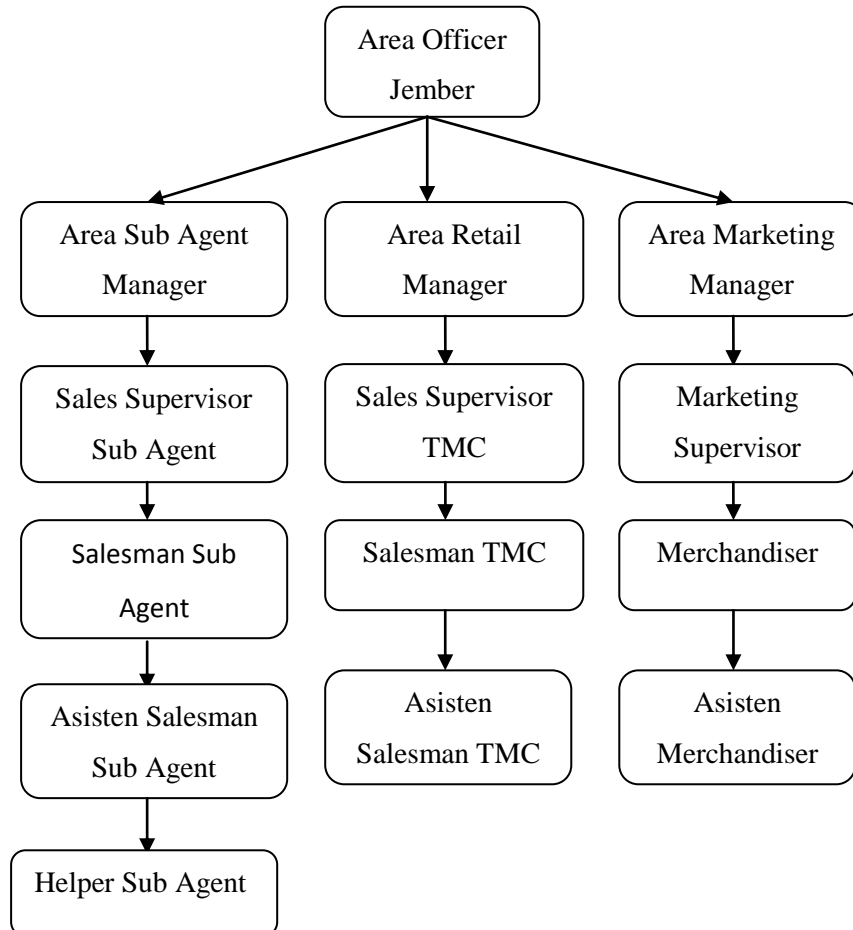 Area Officer
Jember
Area Sub Agent
Manager
Area Retail
Manager
Area Marketing
Manager
Sales Supervisor
Sub Agent
Sales Supervisor
TMC
Marketing
Supervisor
Salesman Sub
Agent
Salesman TMC
Merchandiser
Asisten Salesman
Sub Agent
Asisten
Salesman TMC
Asisten
Merchandiser
Helper Sub Agent